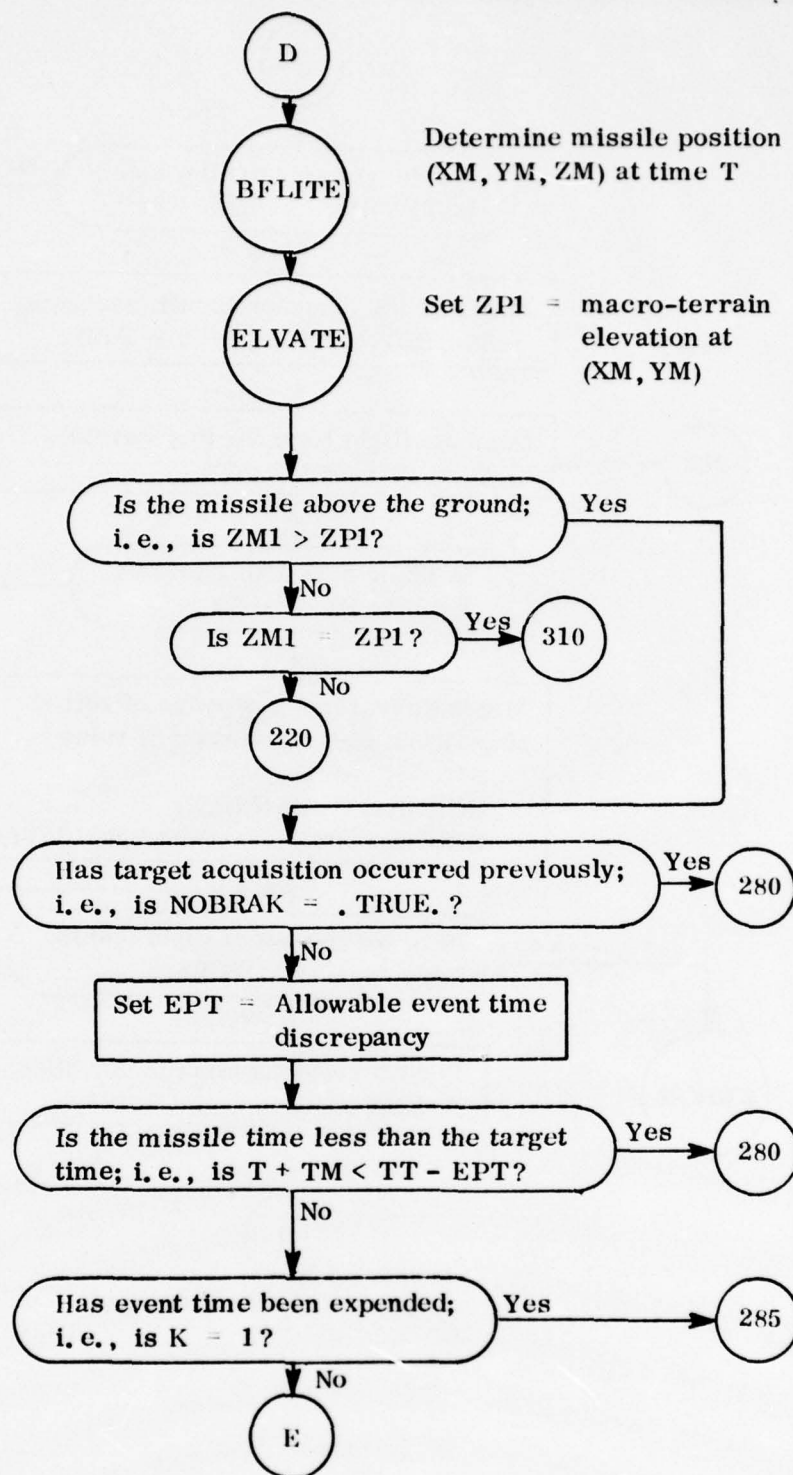 D
BFLITE
Determine missile position
(XM, YM, ZM) at time T
ELVATE
Set ZP1 = macro-terrain
elevation at
(XM, YM)
Is the missile above the ground;
i. e., is ZM1 > ZP1?
Yes
No
Is ZM1 = ZP1?
Yes
310
No
220
Has target acquisition occurred previously;
i. e., is NOBRAK = . TRUE. ?
Yes
280
No
Set EPT = Allowable event time
discrepancy
Is the missile time less than the target
time; i. e., is T + TM < TT - EPT?
Yes
280
No
Has event time been expended;
i. e., is K = 1?
Yes
285
No
E